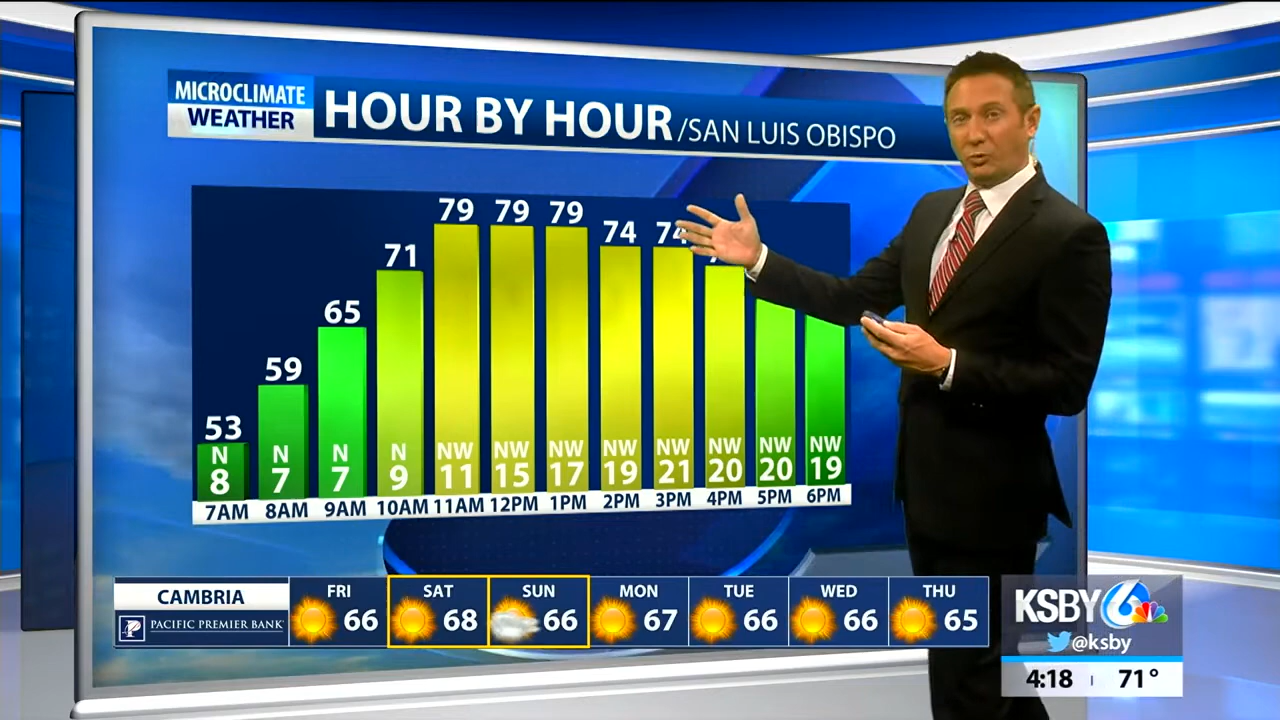 MICROCLIMATE
WEATHER
HOUR BY HOUR /SAN LUIS OBISPO
53 59 65 71 79 79 79 74 74
N N N N NW NW NW NW NW NW NW NW
8 7 7 9 11 15 17 19 21 20 20 19
7AM 8AM 9AM 10AM 11AM 12PM 1PM 2PM 3PM 4PM 5PM 6PM
CAMBRIA
PACIFIC PREMIER BANK
FRI SAT SUN MON TUE WED THU
66 68 66 67 66 66 65
KSBY 6
@ksby
4:18 71°